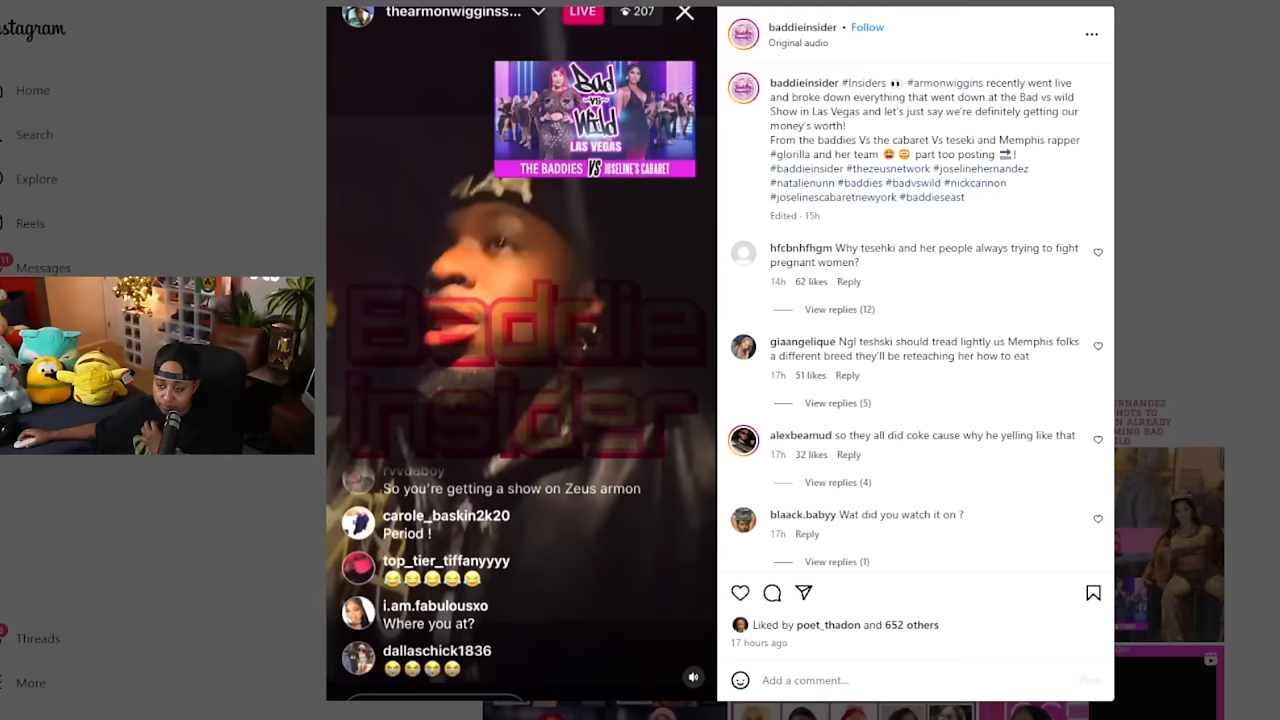 stagram
Home
Search
Explore
Reels
11
Messages
Threads
More
thearmonwigginss...
LIVE
207
Bad
-VS-
Wild
LAS VEGAS
THE BADDIES VS JOSELINE'S CABARET
Baddie
insider
rvvdaboy
So you're getting a show on Zeus armon
carole_baskin2k20
Period !
top_tier_tiffanyyyy
😂😂😂😂😂
i.am.fabulousxo
Where you at?
dallaschick1836
😭😭😭😭
baddieinsider • Follow
Original audio
baddieinsider #Insiders 👀 #armonwiggins recently went live
and broke down everything that went down at the Bad vs wild
Show in Las Vegas and let's just say we're definitely getting our
money's worth!
From the baddies Vs the cabaret Vs teseki and Memphis rapper
#glorilla and her team 🤩 😳 part too posting 🔜!
#baddieinsider #thezeusnetwork #joselinehernandez
#natalienunn #baddies #badvswild #nickcannon
#joselinescabaretnewyork #baddieseast
Edited · 15h
hfcbnhfhgm Why tesehki and her people always trying to fight
pregnant women?
14h 62 likes Reply
View replies (12)
giaangelique Ngl teshski should tread lightly us Memphis folks
a different breed they'll be reteaching her how to eat
17h 51 likes Reply
View replies (5)
alexbeamud so they all did coke cause why he yelling like that
17h 32 likes Reply
View replies (4)
blaack.babyy Wat did you watch it on ?
17h Reply
View replies (1)
Liked by poet_thadon and 652 others
17 hours ago
Add a comment...
Post
ERNANDEZ
HOTS TO
N ALREADY
MING BAD
ILD